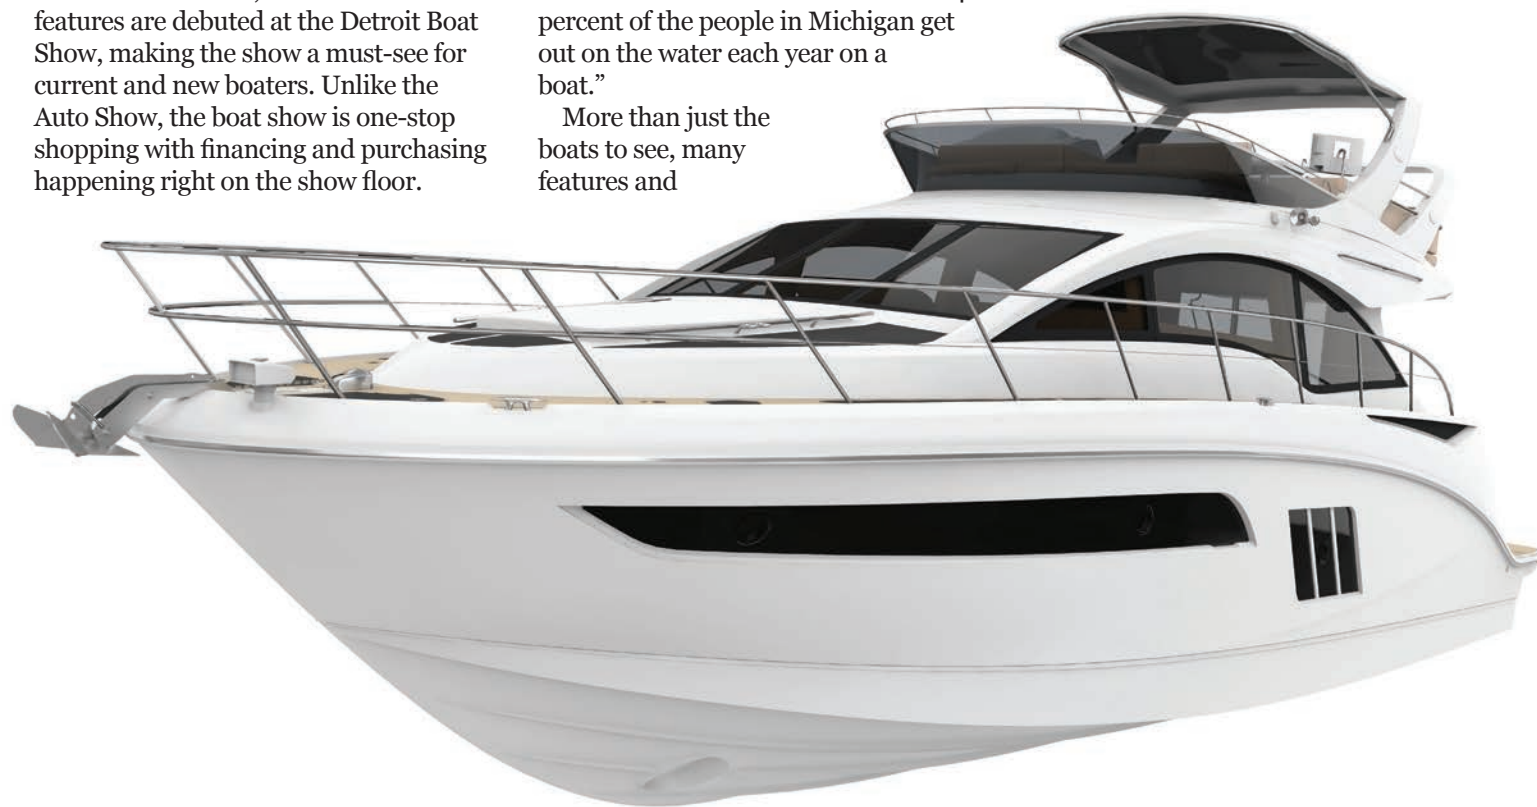 features are debuted at the Detroit Boat
Show, making the show a must-see for
current and new boaters. Unlike the
Auto Show, the boat show is one-stop
shopping with financing and purchasing
happening right on the show floor.
percent of the people in Michigan get
out on the water each year on a
boat.”
More than just the
boats to see, many
features and